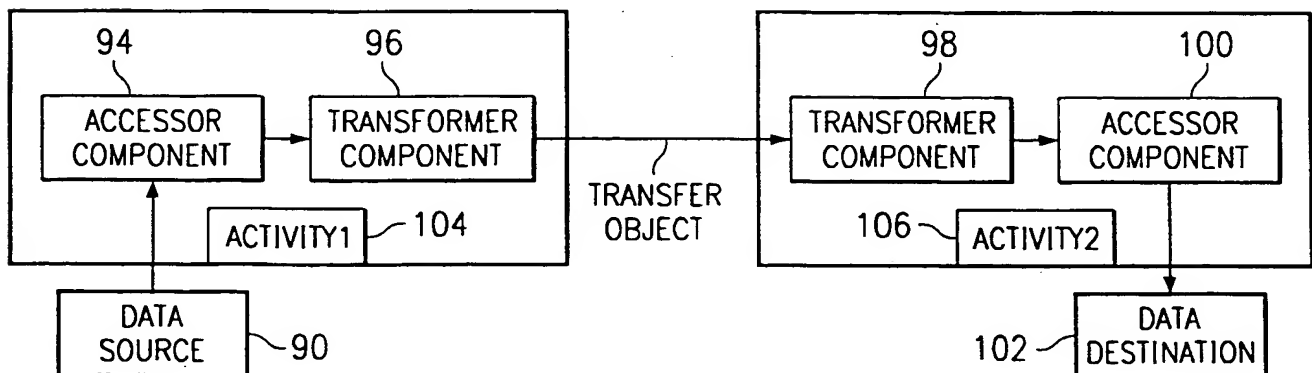 94
96
98
100
ACCESSOR
COMPONENT
TRANSFORMER
COMPONENT
TRANSFORMER
COMPONENT
ACCESSOR
COMPONENT
TRANSFER
OBJECT
ACTIVITY1
104
106
ACTIVITY2
DATA
SOURCE
90
102
DATA
DESTINATION